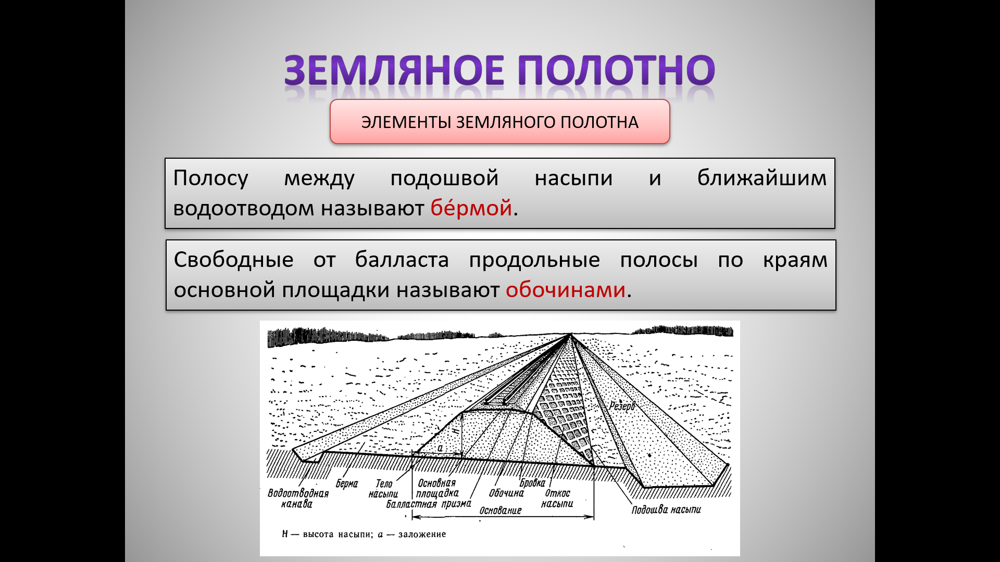 ЗЕМЛЯНОЕ ПОЛОТНО
ЭЛЕМЕНТЫ ЗЕМЛЯНОГО ПОЛОТНА
Полосу между подошвой насыпи и ближайшим
водоотводом называют бе́рмой.
Свободные от балласта продольные полосы по краям
основной площадки называют обочинами.
Резерв
H
a
Водоотводная
канава
Берма
Тело
насыпи
Основная
площадка
Балластная призма
Обочина
Бровка
Откос
насыпи
Основание
Подошва насыпи
H — высота насыпи; a — заложение